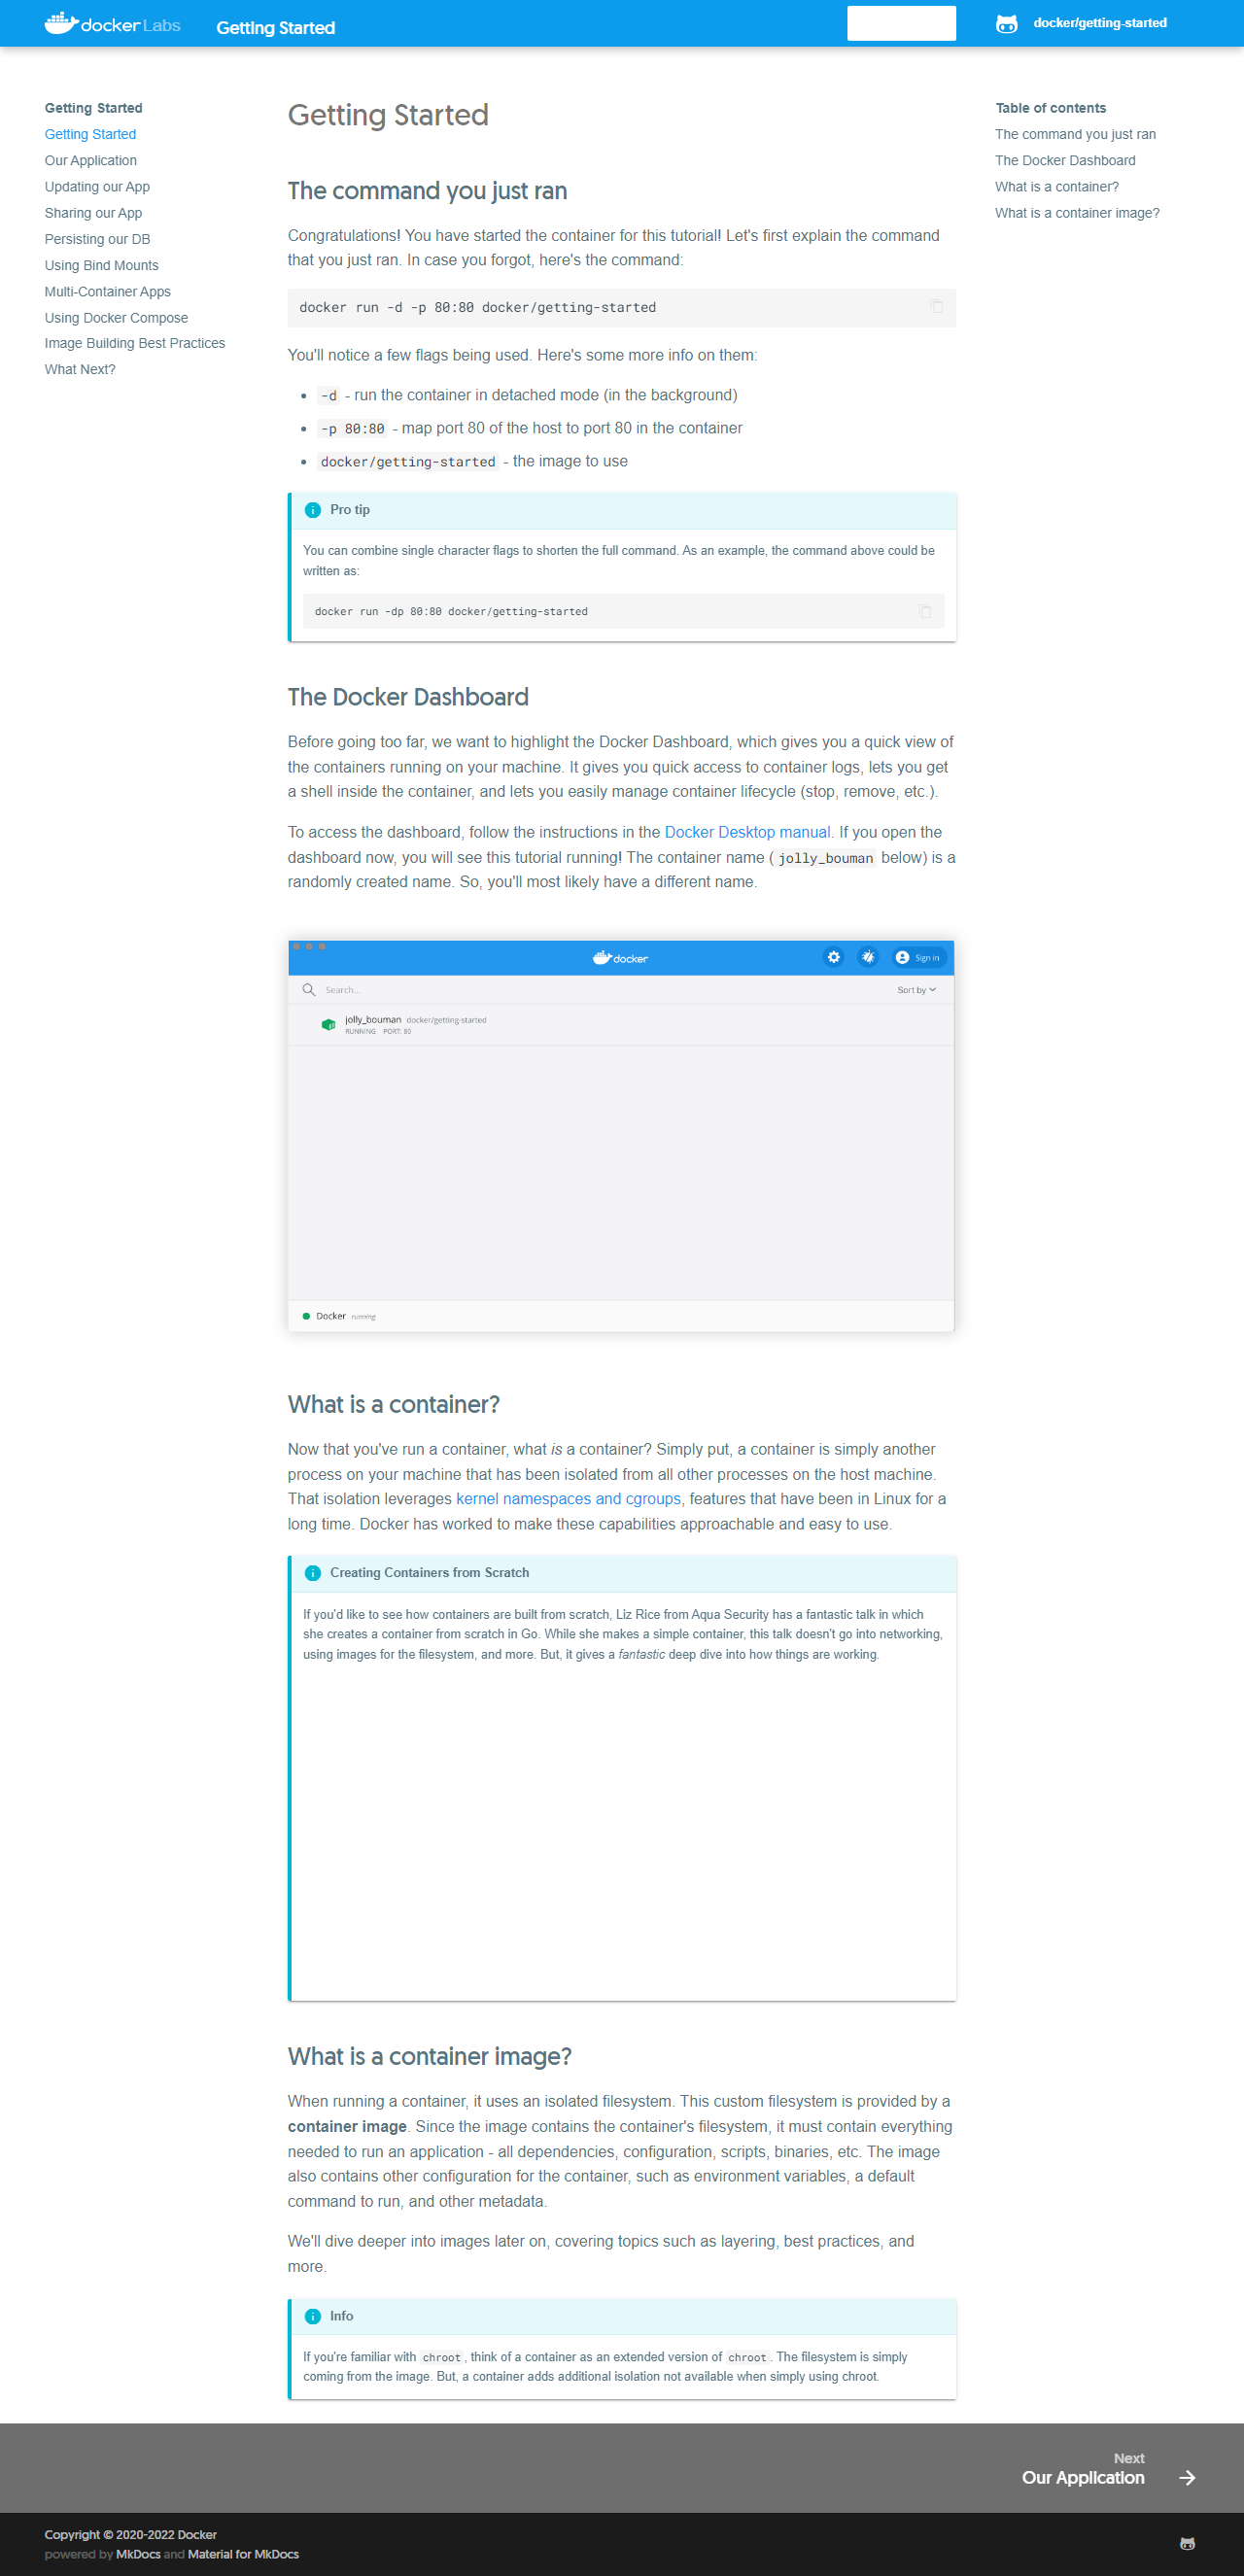 docker Labs
Getting Started
docker/getting-started
Getting Started
Getting Started
Our Application
Updating our App
Sharing our App
Persisting our DB
Using Bind Mounts
Multi-Container Apps
Using Docker Compose
Image Building Best Practices
What Next?
Getting Started
The command you just ran
Congratulations! You have started the container for this tutorial! Let's first explain the command
that you just ran. In case you forgot, here's the command:
docker run -d -p 80:80 docker/getting-started
You'll notice a few flags being used. Here's some more info on them:
• -d - run the container in detached mode (in the background)
• -p 80:80 - map port 80 of the host to port 80 in the container
• docker/getting-started - the image to use
Pro tip
You can combine single character flags to shorten the full command. As an example, the command above could be
written as:
docker run -dp 80:80 docker/getting-started
The Docker Dashboard
Before going too far, we want to highlight the Docker Dashboard, which gives you a quick view of
the containers running on your machine. It gives you quick access to container logs, lets you get
a shell inside the container, and lets you easily manage container lifecycle (stop, remove, etc.).
To access the dashboard, follow the instructions in the Docker Desktop manual. If you open the
dashboard now, you will see this tutorial running! The container name ( jolly_bouman below) is a
randomly created name. So, you'll most likely have a different name.
docker
Sign in
Search...
Sort by
jolly_bouman docker/getting-started
RUNNING PORT: 80
Docker running
What is a container?
Now that you've run a container, what is a container? Simply put, a container is simply another
process on your machine that has been isolated from all other processes on the host machine.
That isolation leverages kernel namespaces and cgroups, features that have been in Linux for a
long time. Docker has worked to make these capabilities approachable and easy to use.
Creating Containers from Scratch
If you'd like to see how containers are built from scratch, Liz Rice from Aqua Security has a fantastic talk in which
she creates a container from scratch in Go. While she makes a simple container, this talk doesn't go into networking,
using images for the filesystem, and more. But, it gives a fantastic deep dive into how things are working.
What is a container image?
When running a container, it uses an isolated filesystem. This custom filesystem is provided by a
container image. Since the image contains the container's filesystem, it must contain everything
needed to run an application - all dependencies, configuration, scripts, binaries, etc. The image
also contains other configuration for the container, such as environment variables, a default
command to run, and other metadata.
We'll dive deeper into images later on, covering topics such as layering, best practices, and
more.
Info
If you're familiar with chroot, think of a container as an extended version of chroot. The filesystem is simply
coming from the image. But, a container adds additional isolation not available when simply using chroot.
Table of contents
The command you just ran
The Docker Dashboard
What is a container?
What is a container image?
Next
Our Application
Copyright © 2020-2022 Docker
powered by MkDocs and Material for MkDocs